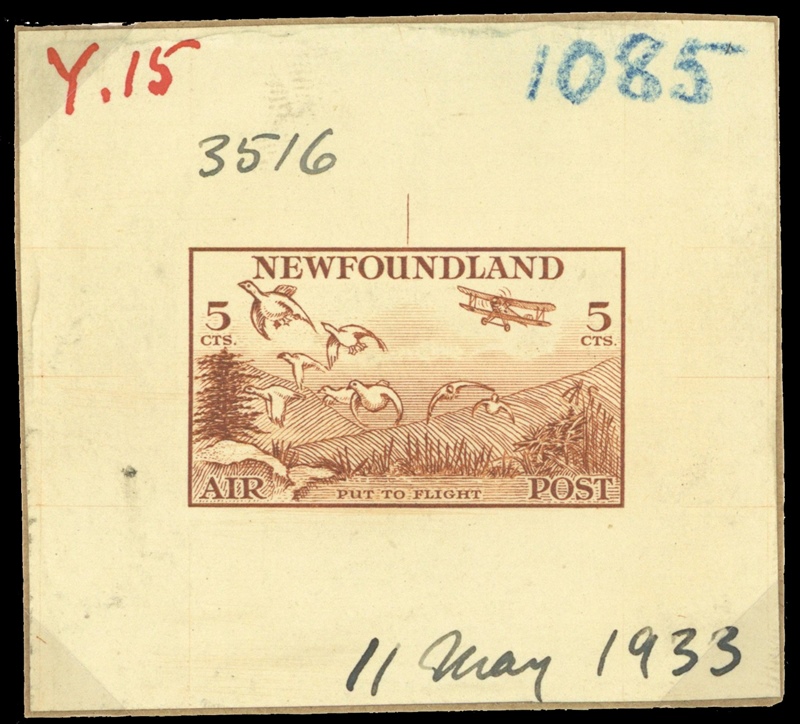 Y.15
1085
3516
NEWFOUNDLAND
5 CTS.
5 CTS.
AIR
PUT TO FLIGHT
POST
11 May 1933